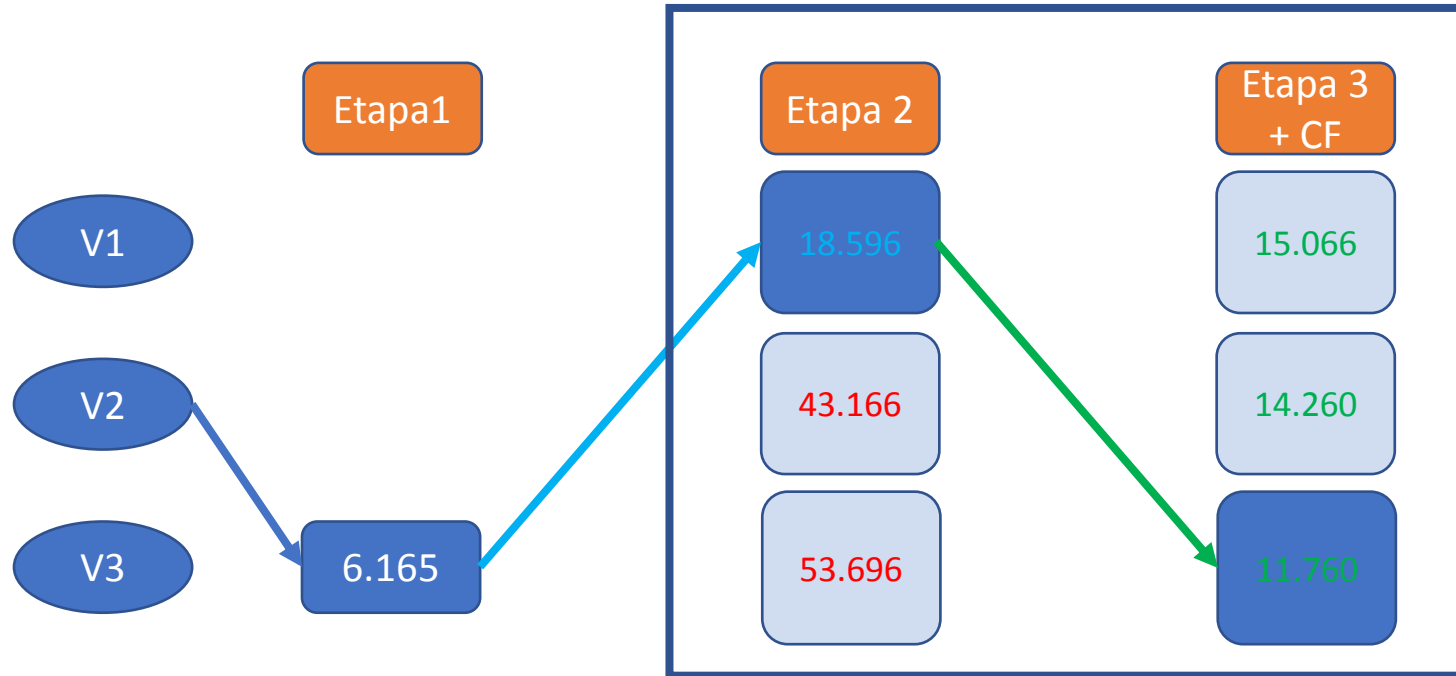 Etapa1
Etapa 2
Etapa 3
+ CF
V1
18.596
15.066
V2
43.166
14.260
V3
6.165
53.696
11.760